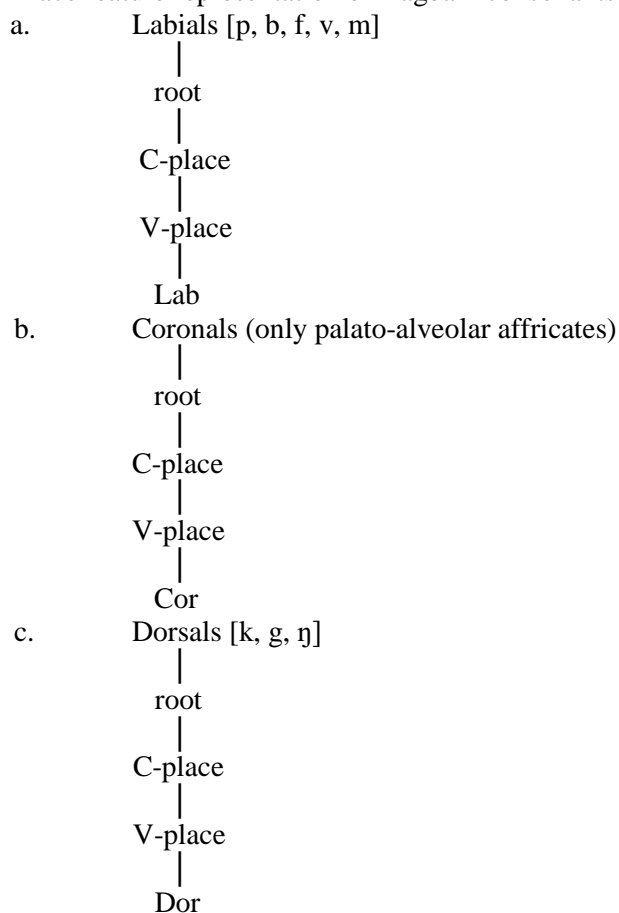 a. Labials [p, b, f, v, m]
root
C-place
V-place
Lab
b. Coronals (only palato-alveolar affricates)
root
C-place
V-place
Cor
c. Dorsals [k, g, ŋ]
root
C-place
V-place
Dor